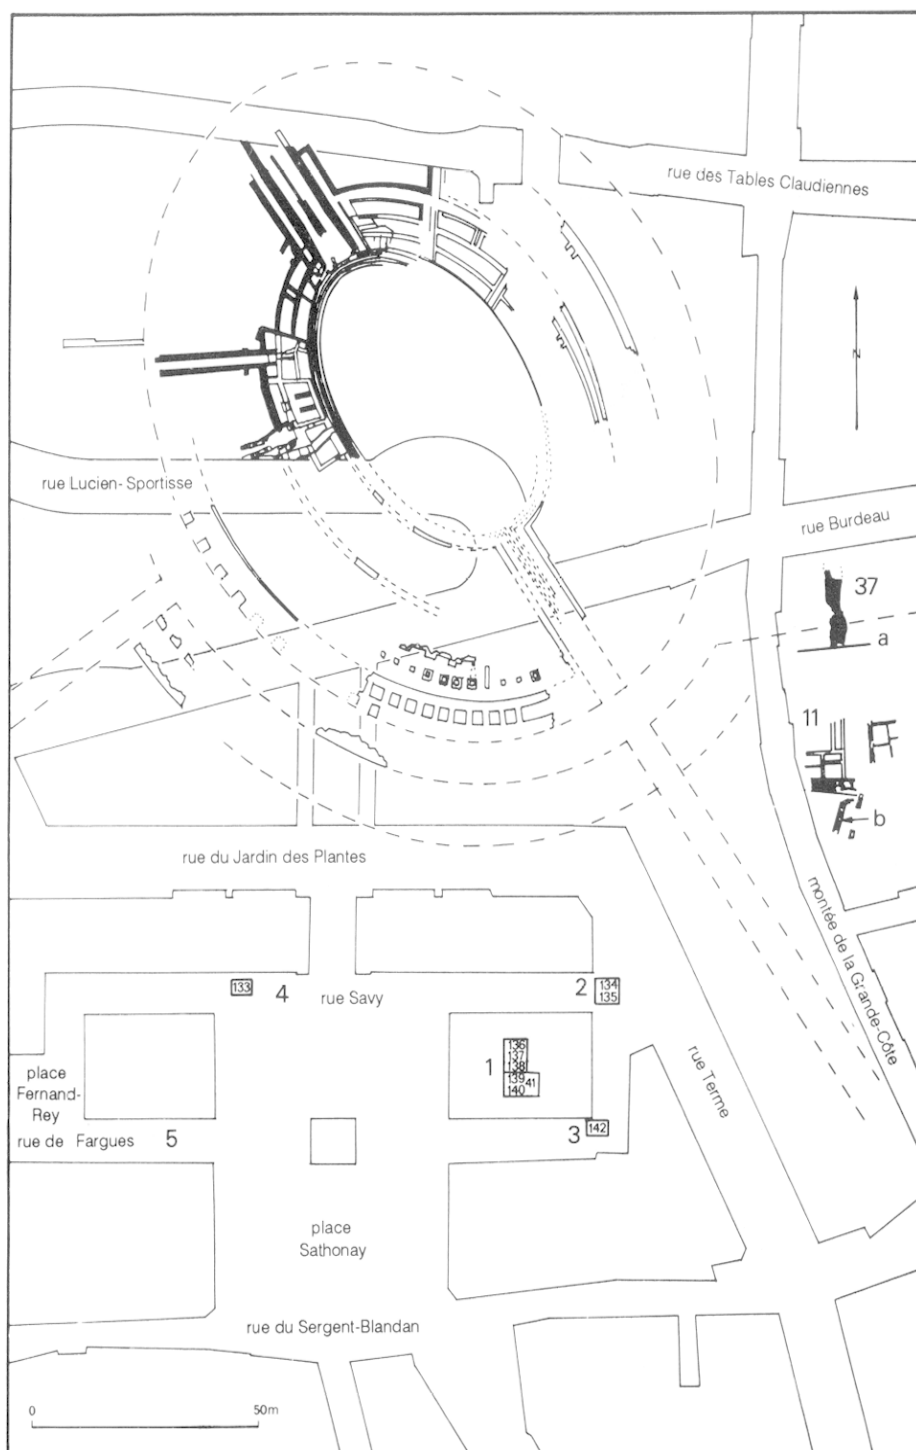 rue des Tables Claudiennes
N
rue Lucien-Sportisse
rue Burdeau
37
a
11
b
rue du Jardin des Plantes
montée de la Grande-Côte
133
4
rue Savy
2
134
135
136
137
138
139
41
140
1
place
Fernand-
Rey
rue Terme
rue de Fargues
5
3
142
place
Sathonay
rue du Sergent-Blandan
0
50m